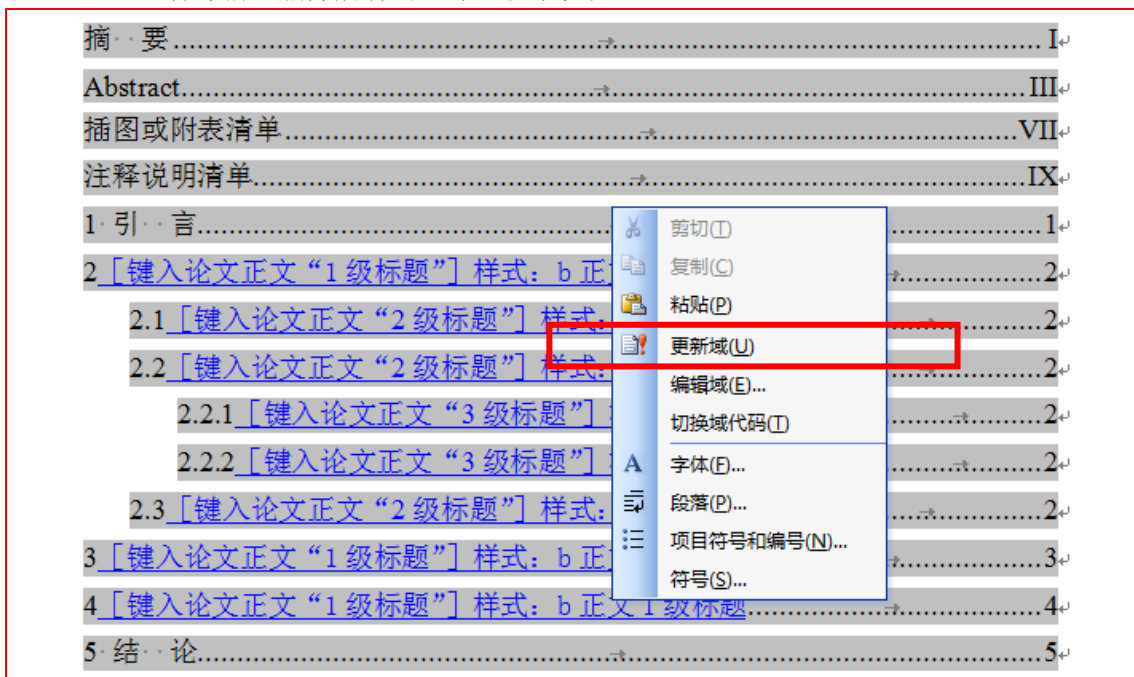 摘  要 I
Abstract III
插图或附表清单 VII
注释说明清单 IX
1 引  言 1
2 [键入论文正文“1级标题”] 样式：b 正 2
2.1 [键入论文正文“2级标题”] 样式： 2
2.2 [键入论文正文“2级标题”] 样式： 2
2.2.1 [键入论文正文“3级标题”] 2
2.2.2 [键入论文正文“3级标题”] 2
2.3 [键入论文正文“2级标题”] 样式： 2
3 [键入论文正文“1级标题”] 样式：b 正 3
4 [键入论文正文“1级标题”] 样式：b 正文 1 级标题 4
5 结  论 5
剪切(T)
复制(C)
粘贴(P)
更新域(U)
编辑域(E)...
切换域代码(T)
字体(F)...
段落(P)...
项目符号和编号(N)...
符号(S)...